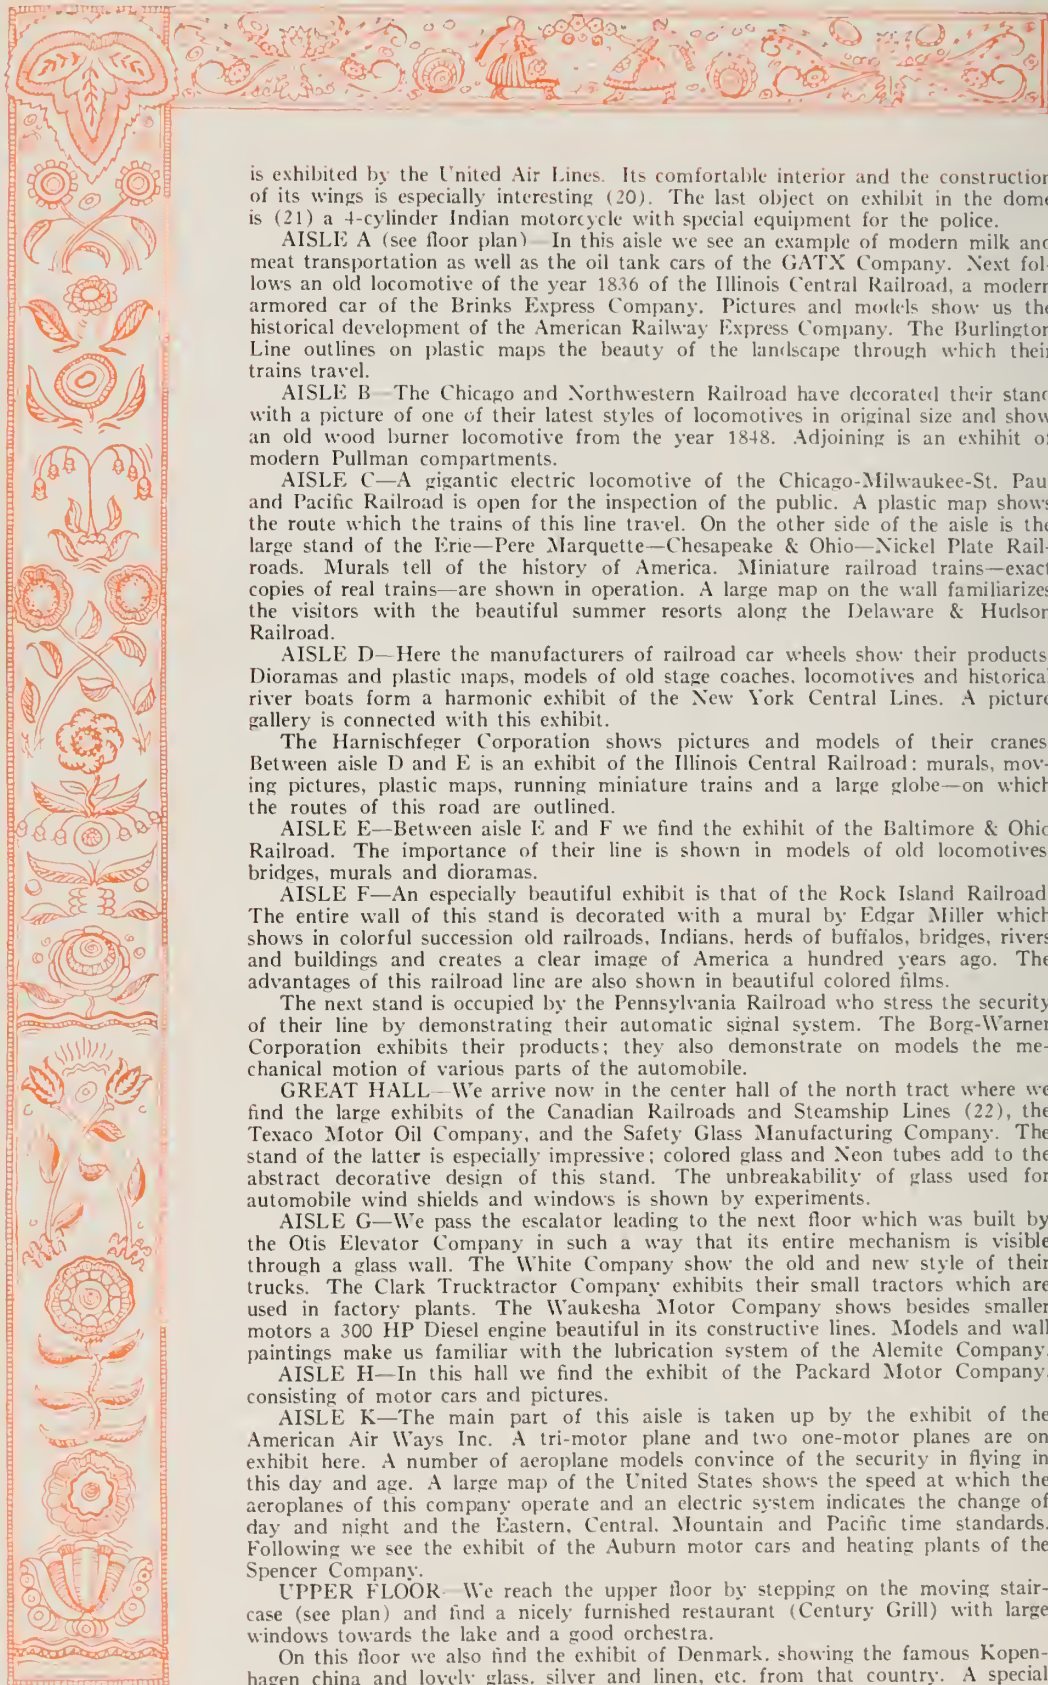 is exhibited by the United Air Lines. Its comfortable interior and the construction
of its wings is especially interesting (20). The last object on exhibit in the dome
is (21) a 4-cylinder Indian motorcycle with special equipment for the police.
AISLE A (see floor plan)—In this aisle we see an example of modern milk and
meat transportation as well as the oil tank cars of the GATX Company. Next fol-
lows an old locomotive of the year 1836 of the Illinois Central Railroad, a modern
armored car of the Brinks Express Company. Pictures and models show us the
historical development of the American Railway Express Company. The Burlington
Line outlines on plastic maps the beauty of the landscape through which their
trains travel.
AISLE B—The Chicago and Northwestern Railroad have decorated their stand
with a picture of one of their latest styles of locomotives in original size and show
an old wood burner locomotive from the year 1848. Adjoining is an exhibit of
modern Pullman compartments.
AISLE C—A gigantic electric locomotive of the Chicago-Milwaukee-St. Paul
and Pacific Railroad is open for the inspection of the public. A plastic map shows
the route which the trains of this line travel. On the other side of the aisle is the
large stand of the Erie—Pere Marquette—Chesapeake & Ohio—Nickel Plate Rail-
roads. Murals tell of the history of America. Miniature railroad trains—exact
copies of real trains—are shown in operation. A large map on the wall familiarizes
the visitors with the beautiful summer resorts along the Delaware & Hudson
Railroad.
AISLE D—Here the manufacturers of railroad car wheels show their products
Dioramas and plastic maps, models of old stage coaches, locomotives and historical
river boats form a harmonic exhibit of the New York Central Lines. A picture
gallery is connected with this exhibit.
The Harnischfeger Corporation shows pictures and models of their cranes
Between aisle D and E is an exhibit of the Illinois Central Railroad: murals, mov-
ing pictures, plastic maps, running miniature trains and a large globe—on which
the routes of this road are outlined.
AISLE E—Between aisle E and F we find the exhibit of the Baltimore & Ohio
Railroad. The importance of their line is shown in models of old locomotives
bridges, murals and dioramas.
AISLE F—An especially beautiful exhibit is that of the Rock Island Railroad
The entire wall of this stand is decorated with a mural by Edgar Miller which
shows in colorful succession old railroads, Indians, herds of buffalos, bridges, rivers
and buildings and creates a clear image of America a hundred years ago. The
advantages of this railroad line are also shown in beautiful colored films.
The next stand is occupied by the Pennsylvania Railroad who stress the security
of their line by demonstrating their automatic signal system. The Borg-Warner
Corporation exhibits their products; they also demonstrate on models the me-
chanical motion of various parts of the automobile.
GREAT HALL—We arrive now in the center hall of the north tract where we
find the large exhibits of the Canadian Railroads and Steamship Lines (22), the
Texaco Motor Oil Company, and the Safety Glass Manufacturing Company. The
stand of the latter is especially impressive; colored glass and Neon tubes add to the
abstract decorative design of this stand. The unbreakability of glass used for
automobile wind shields and windows is shown by experiments.
AISLE G—We pass the escalator leading to the next floor which was built by
the Otis Elevator Company in such a way that its entire mechanism is visible
through a glass wall. The White Company show the old and new style of their
trucks. The Clark Trucktractor Company exhibits their small tractors which are
used in factory plants. The Waukesha Motor Company shows besides smaller
motors a 300 HP Diesel engine beautiful in its constructive lines. Models and wall
paintings make us familiar with the lubrication system of the Alemite Company.
AISLE H—In this hall we find the exhibit of the Packard Motor Company,
consisting of motor cars and pictures.
AISLE K—The main part of this aisle is taken up by the exhibit of the
American Air Ways Inc. A tri-motor plane and two one-motor planes are on
exhibit here. A number of aeroplane models convince of the security in flying in
this day and age. A large map of the United States shows the speed at which the
aeroplanes of this company operate and an electric system indicates the change of
day and night and the Eastern, Central, Mountain and Pacific time standards.
Following we see the exhibit of the Auburn motor cars and heating plants of the
Spencer Company.
UPPER FLOOR—We reach the upper floor by stepping on the moving stair-
case (see plan) and find a nicely furnished restaurant (Century Grill) with large
windows towards the lake and a good orchestra.
On this floor we also find the exhibit of Denmark, showing the famous Kopen-
hagen china and lovely glass, silver and linen, etc. from that country. A special